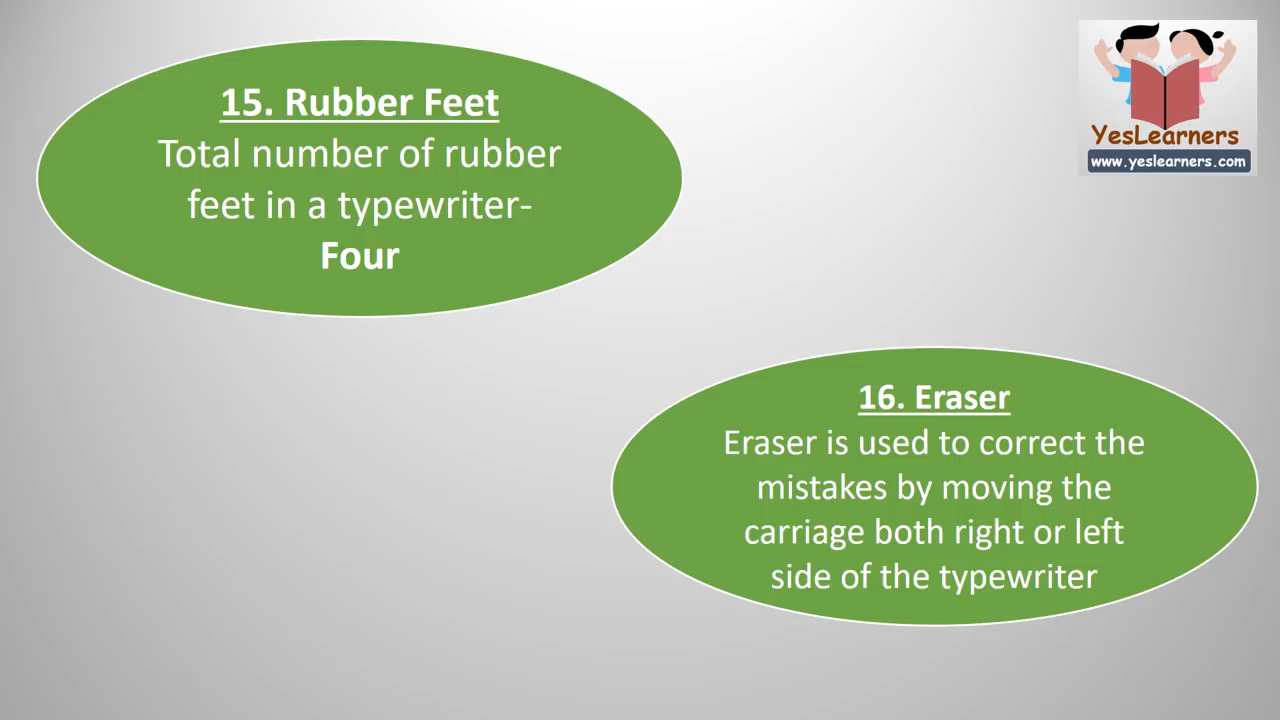 15. Rubber Feet
Total number of rubber
feet in a typewriter-
Four
YesLearners
www.yeslearners.com
16. Eraser
Eraser is used to correct the
mistakes by moving the
carriage both right or left
side of the typewriter